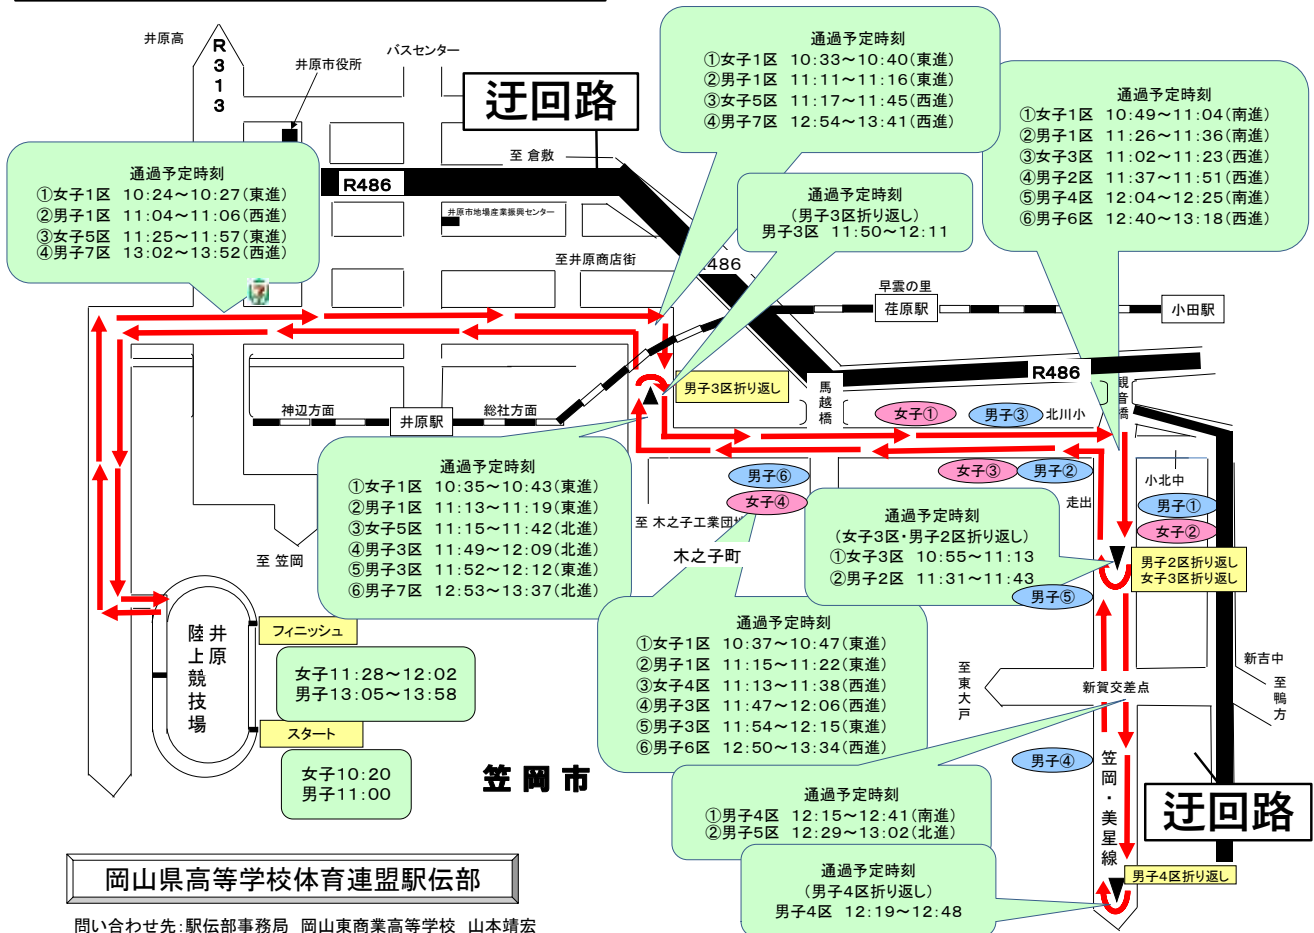 井原高
R313
井原市役所
バスセンター
迂回路
至 倉敷
R486
井原市地場産業振興センター
至井原商店街
通過予定時刻
①女子1区 10:24～10:27(東進)
②男子1区 11:04～11:06(西進)
③女子5区 11:25～11:57(東進)
④男子7区 13:02～13:52(西進)
通過予定時刻
①女子1区 10:33～10:40(東進)
②男子1区 11:11～11:16(東進)
③女子5区 11:17～11:45(西進)
④男子7区 12:54～13:41(西進)
通過予定時刻
(男子3区折り返し)
男子3区 11:50～12:11
通過予定時刻
①女子1区 10:49～11:04(南進)
②男子1区 11:26～11:36(南進)
③女子3区 11:02～11:23(西進)
④男子2区 11:37～11:51(西進)
⑤男子4区 12:04～12:25(南進)
⑥男子6区 12:40～13:18(西進)
486
早雲の里
荏原駅
小田駅
R486
男子3区折り返し
馬越橋
女子①
男子③
北川小
観音橋
神辺方面
井原駅
総社方面
通過予定時刻
①女子1区 10:35～10:43(東進)
②男子1区 11:13～11:19(東進)
③女子5区 11:15～11:42(北進)
④男子3区 11:49～12:09(北進)
⑤男子3区 11:52～12:12(東進)
⑥男子7区 12:53～13:37(北進)
男子⑥
女子④
至 木之子工業団地
木之子町
女子③
男子②
走出
小北中
男子①
女子②
通過予定時刻
(女子3区・男子2区折り返し)
①女子3区 10:55～11:13
②男子2区 11:31～11:43
男子2区折り返し
女子3区折り返し
男子⑤
至 笠岡
井原
陸上競技場
フィニッシュ
女子11:28～12:02
男子13:05～13:58
スタート
女子10:20
男子11:00
通過予定時刻
①女子1区 10:37～10:47(東進)
②男子1区 11:15～11:22(東進)
③女子4区 11:13～11:38(西進)
④男子3区 11:47～12:06(西進)
⑤男子3区 11:54～12:15(東進)
⑥男子6区 12:50～13:34(西進)
至東大戸
新賀交差点
新吉中
至鴨方
男子④
笠岡・美星線
笠岡市
迂回路
通過予定時刻
①男子4区 12:15～12:41(南進)
②男子5区 12:29～13:02(北進)
通過予定時刻
(男子4区折り返し)
男子4区 12:19～12:48
男子4区折り返し
岡山県高等学校体育連盟駅伝部
問い合わせ先:駅伝部事務局 岡山東商業高等学校 山本靖宏